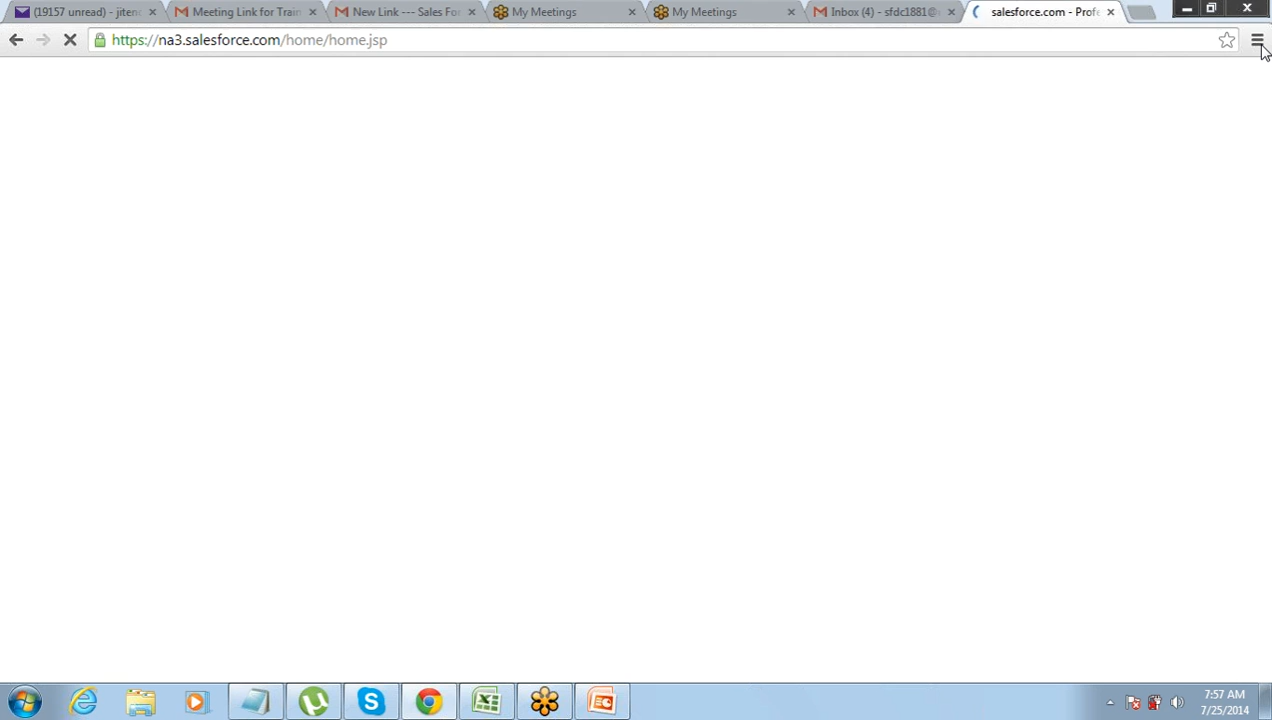 (19157 unread) - jiten
Meeting Link for Train
New Link --- Sales Fo
My Meetings
My Meetings
Inbox (4) - sfdc1881@
salesforce.com - Profe
https://na3.salesforce.com/home/home.jsp
7:57 AM
7/25/2014